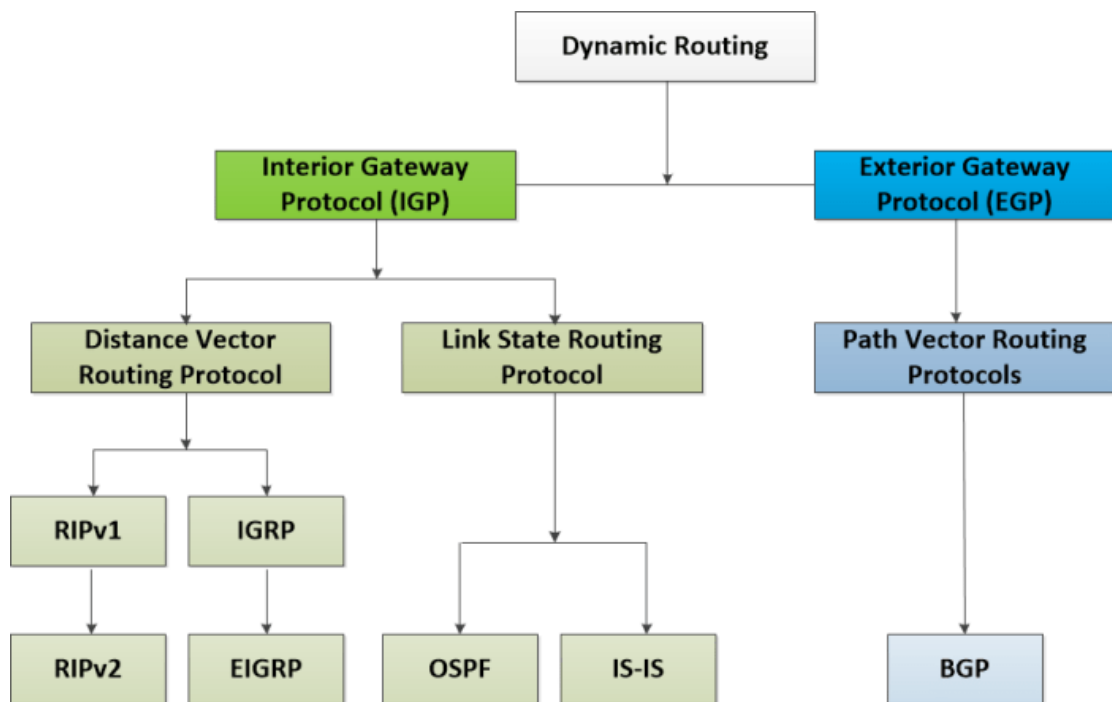 Dynamic Routing
Interior Gateway
Protocol (IGP)
Exterior Gateway
Protocol (EGP)
Distance Vector
Routing Protocol
Link State Routing
Protocol
Path Vector Routing
Protocols
RIPv1
IGRP
RIPv2
EIGRP
OSPF
IS-IS
BGP